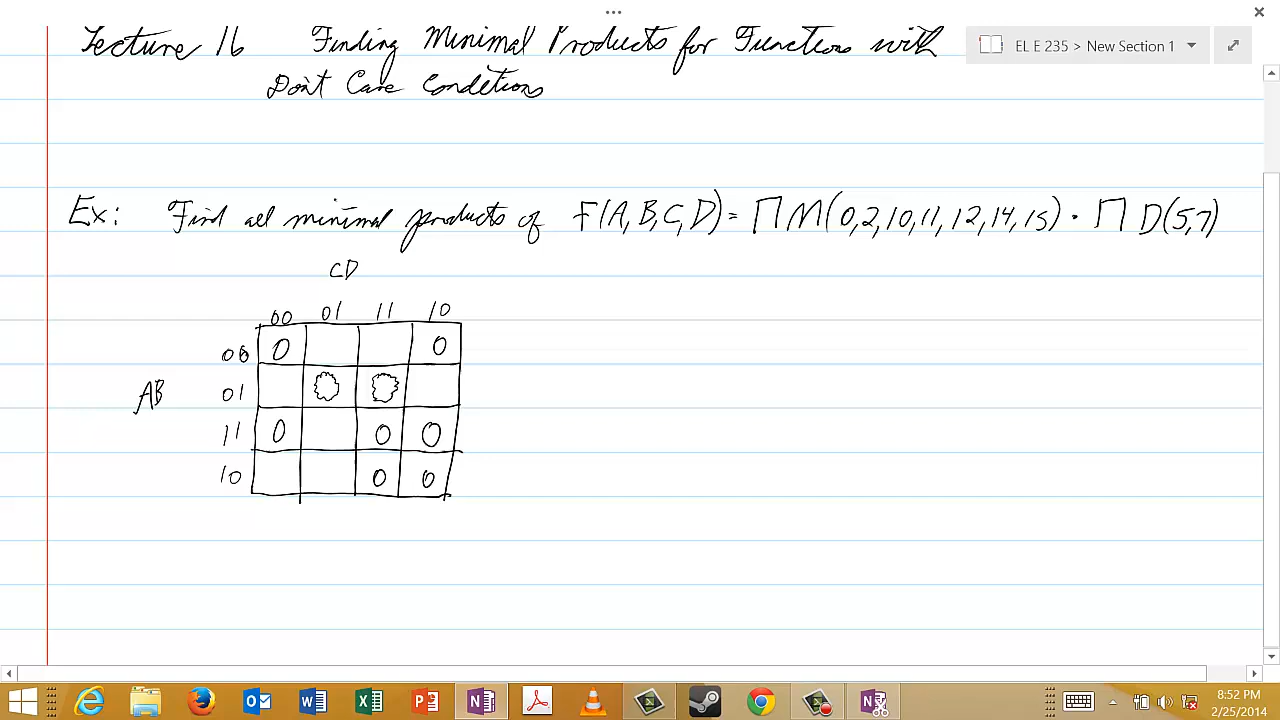 Lecture 16 Finding Minimal Products for Functions with
Don't Care Conditions
EL E 235 > New Section 1
Ex: Find all minimal products of F(A,B,C,D) = ΠM(0,2,10,11,12,14,15) · ΠD(5,7)
CD
00 01 11 10
00 0 0
AB 01
11 0 0 0
10 0 0
8:52 PM
2/25/2014